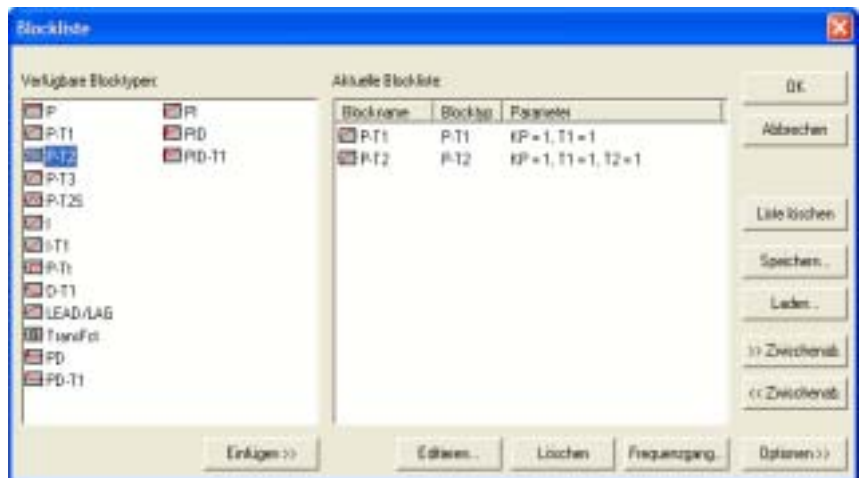 Blockliste
Verfügbare Blocktypen:
P
P-T1
P-T2
P-T3
P-T2S
I
I-T1
P-Tt
D-T1
LEAD/LAG
TransFct
PD
PD-T1
PI
PID
PID-T1
Einfügen >>
Aktuelle Blockliste:
Blockname Blocktyp Parameter
P-T1 P-T1 KP = 1, T1 = 1
P-T2 P-T2 KP = 1, T1 = 1, T2 = 1
Editieren... Löschen Frequenzgang...
OK
Abbrechen
Liste löschen
Speichern...
Laden...
>> Zwischenab.
<< Zwischenab.
Optionen >>